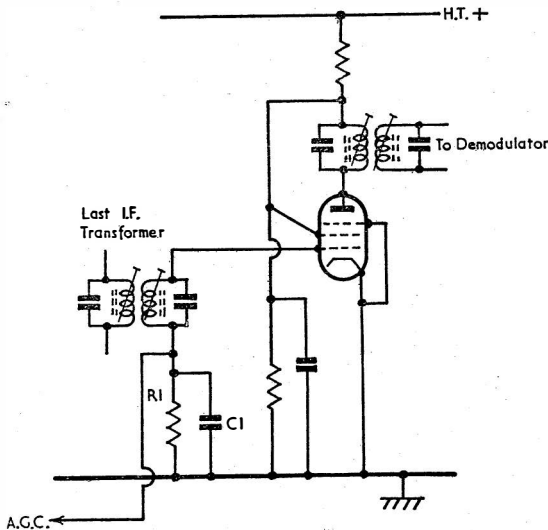 H.T. +
To Demodulator
Last I.F.
Transformer
R1
C1
A.G.C.